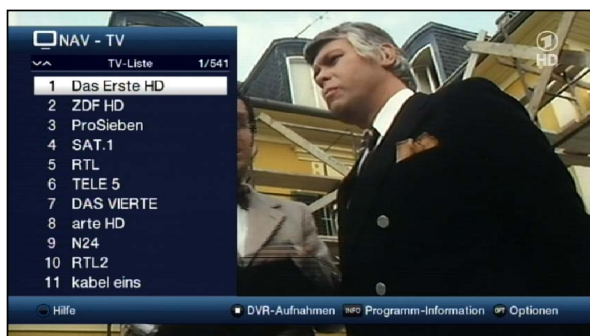 NAV - TV
TV-Liste 1/541
1 Das Erste HD
2 ZDF HD
3 ProSieben
4 SAT.1
5 RTL
6 TELE 5
7 DAS VIERTE
8 arte HD
9 N24
10 RTL2
11 kabel eins
1
HD
Hilfe DVR-Aufnahmen INFO Programm-Information OPT Optionen